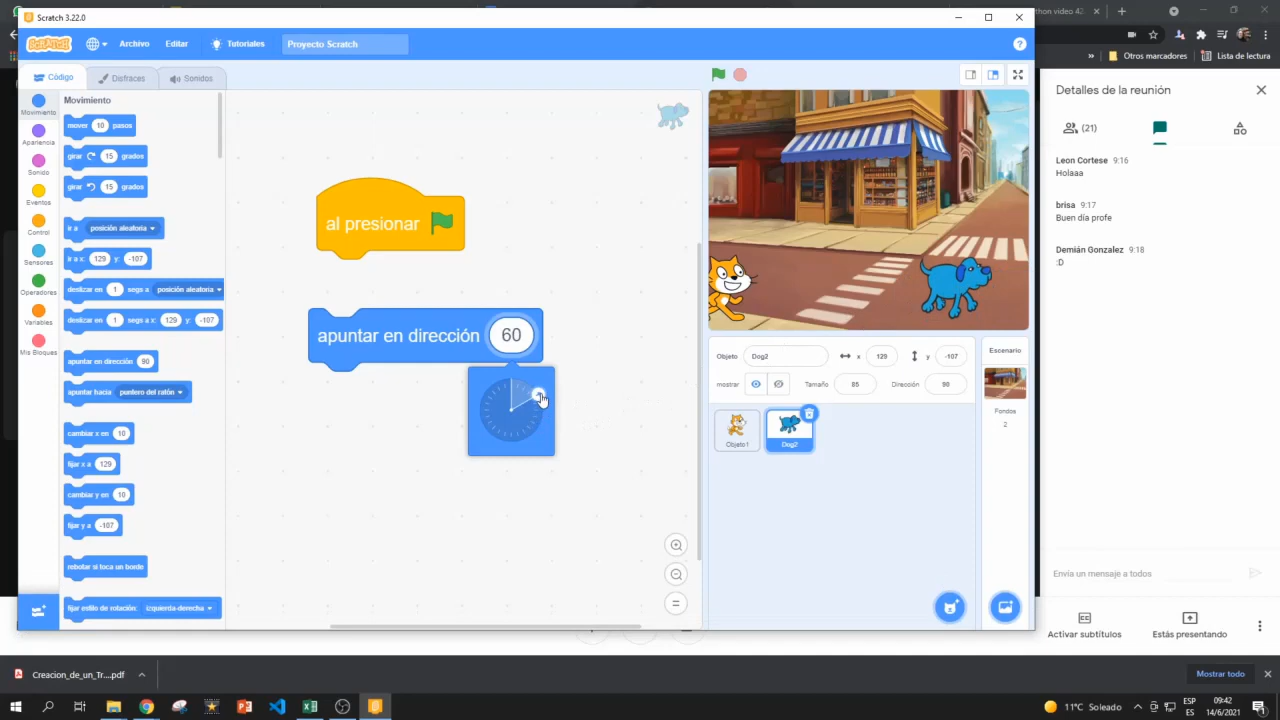 Scratch 3.22.0
SCRATCH
Archivo
Editar
Tutoriales
Proyecto Scratch
Código
Disfraces
Sonidos
Movimiento
Apariencia
Sonido
Eventos
Control
Sensores
Operadores
Variables
Mis Bloques
Movimiento
mover 10 pasos
girar 15 grados
girar 15 grados
ir a posición aleatoria
ir a x: 129 y: -107
deslizar en 1 segs a posición aleatoria
deslizar en 1 segs a x: 129 y: -107
apuntar en dirección 90
apuntar hacia puntero del ratón
cambiar x en 10
fijar x a 129
cambiar y en 10
fijar y a -107
rebotar si toca un borde
fijar estilo de rotación: izquierda-derecha
al presionar
apuntar en dirección 60
Objeto Dog2 x 129 y -107
mostrar Tamaño 85 Dirección 90
Objeto1
Dog2
Escenario
Fondos
2
python video 43
Otros marcadores
Lista de lectura
Detalles de la reunión
(21)
Leon Cortese 9:16
Holaaa
brisa 9:17
Buen día profe
Demián Gonzalez 9:18
:D
Envía un mensaje a todos
Activar subtítulos
Estás presentando
Creacion_de_un_Tr....pdf
Mostrar todo
11°C Soleado
ESP
ES
09:42
14/6/2021